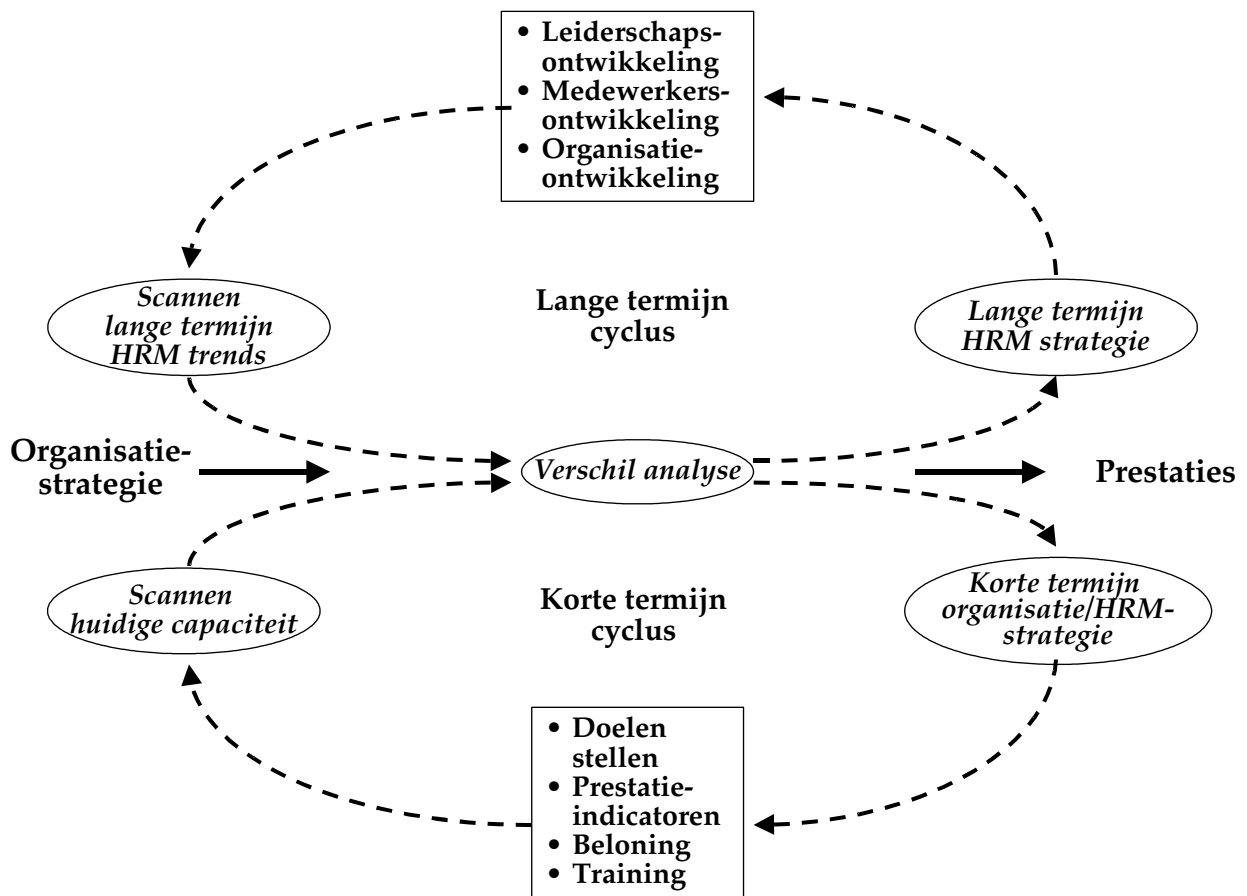 • Leiderschaps-
ontwikkeling
• Medewerkers-
ontwikkeling
• Organisatie-
ontwikkeling
Scannen
lange termijn
HRM trends
Lange termijn
cyclus
Lange termijn
HRM strategie
Organisatie-
strategie
Verschil analyse
Prestaties
Scannen
huidige capaciteit
Korte termijn
cyclus
Korte termijn
organisatie/HRM-
strategie
• Doelen
stellen
• Prestatie-
indicatoren
• Beloning
• Training